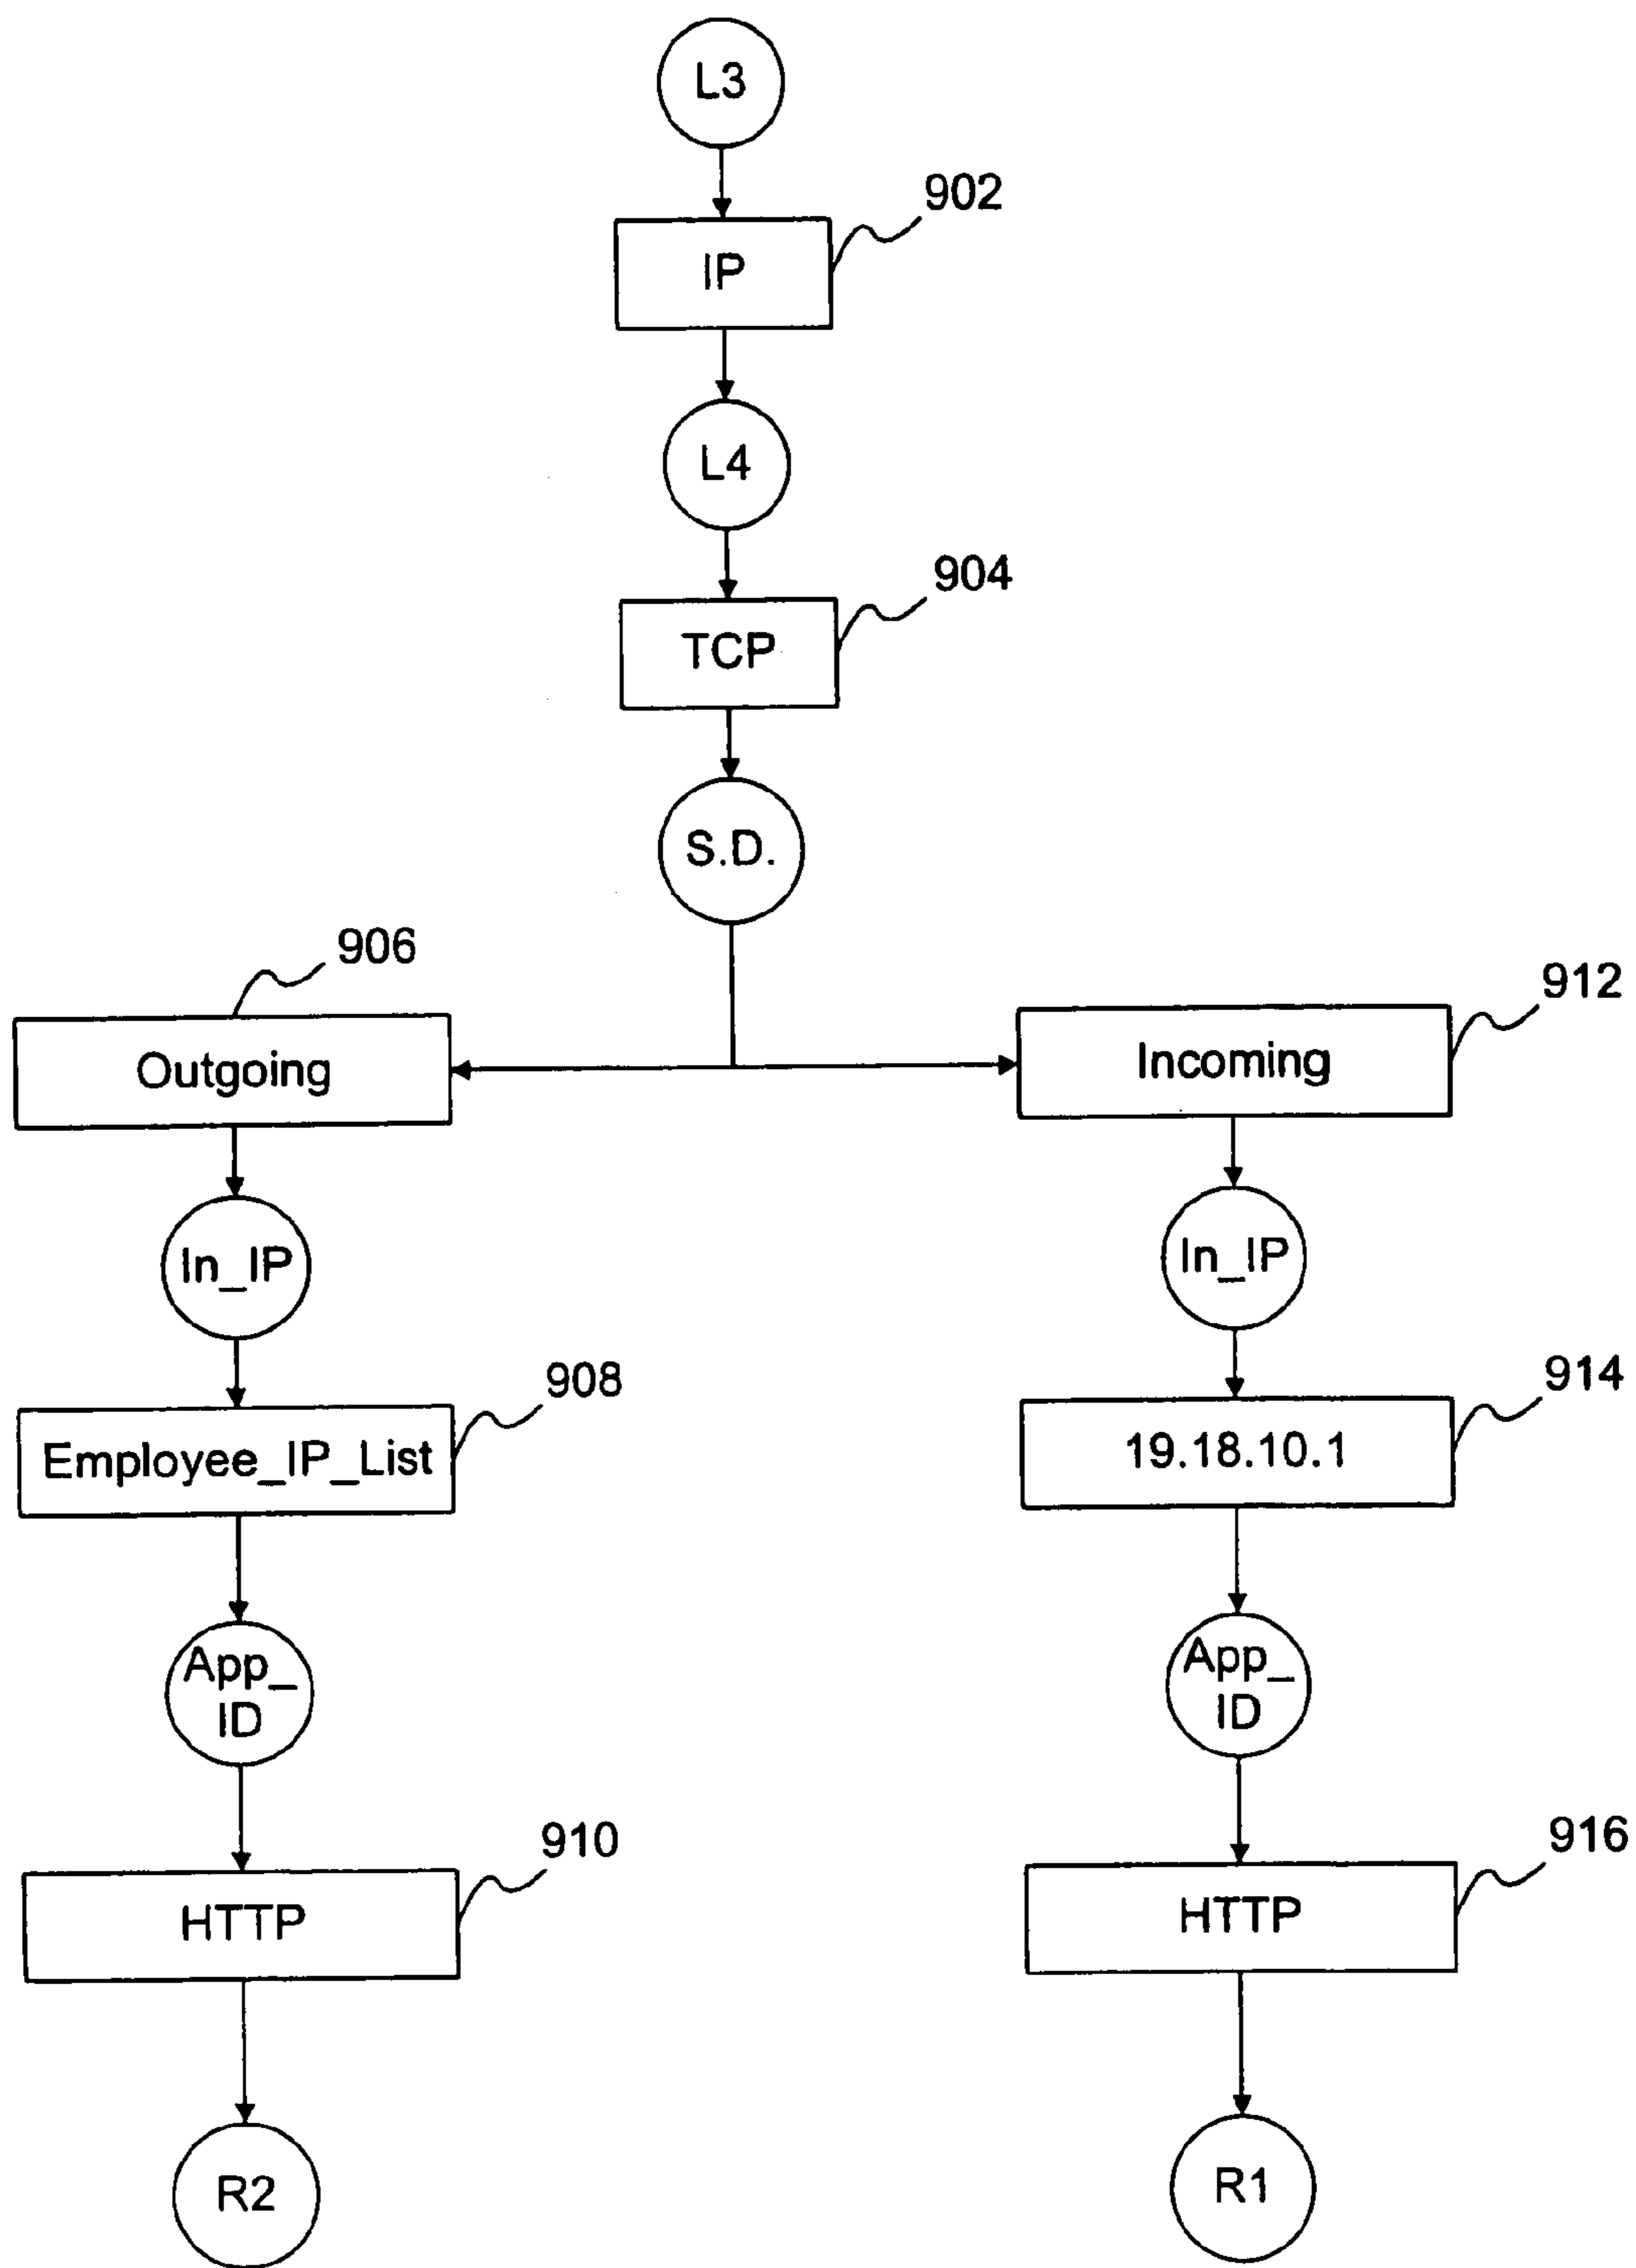 L3
902
IP
L4
904
TCP
S.D.
906
912
Outgoing
Incoming
In_IP
In_IP
908
914
Employee_IP_List
19.18.10.1
App_
ID
App_
ID
910
916
HTTP
HTTP
R2
R1